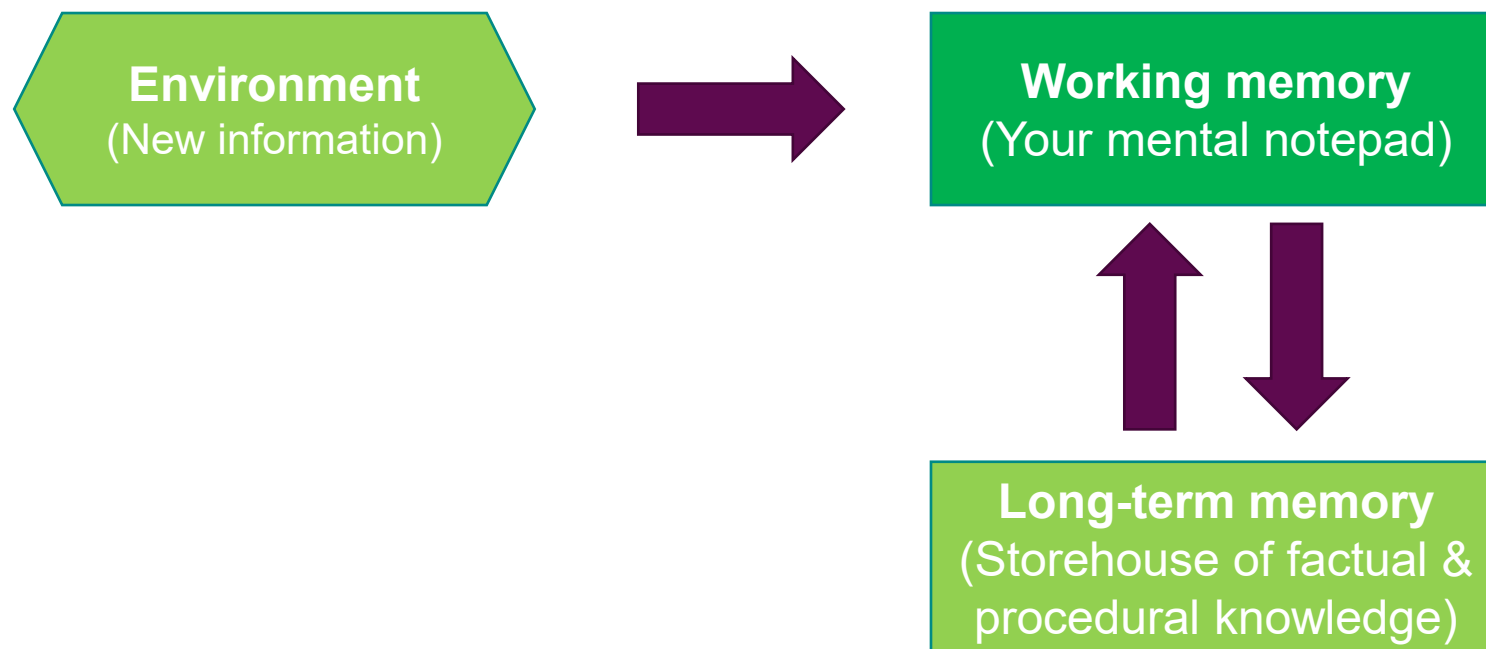 Environment
(New information)
Working memory
(Your mental notepad)
Long-term memory
(Storehouse of factual &
procedural knowledge)